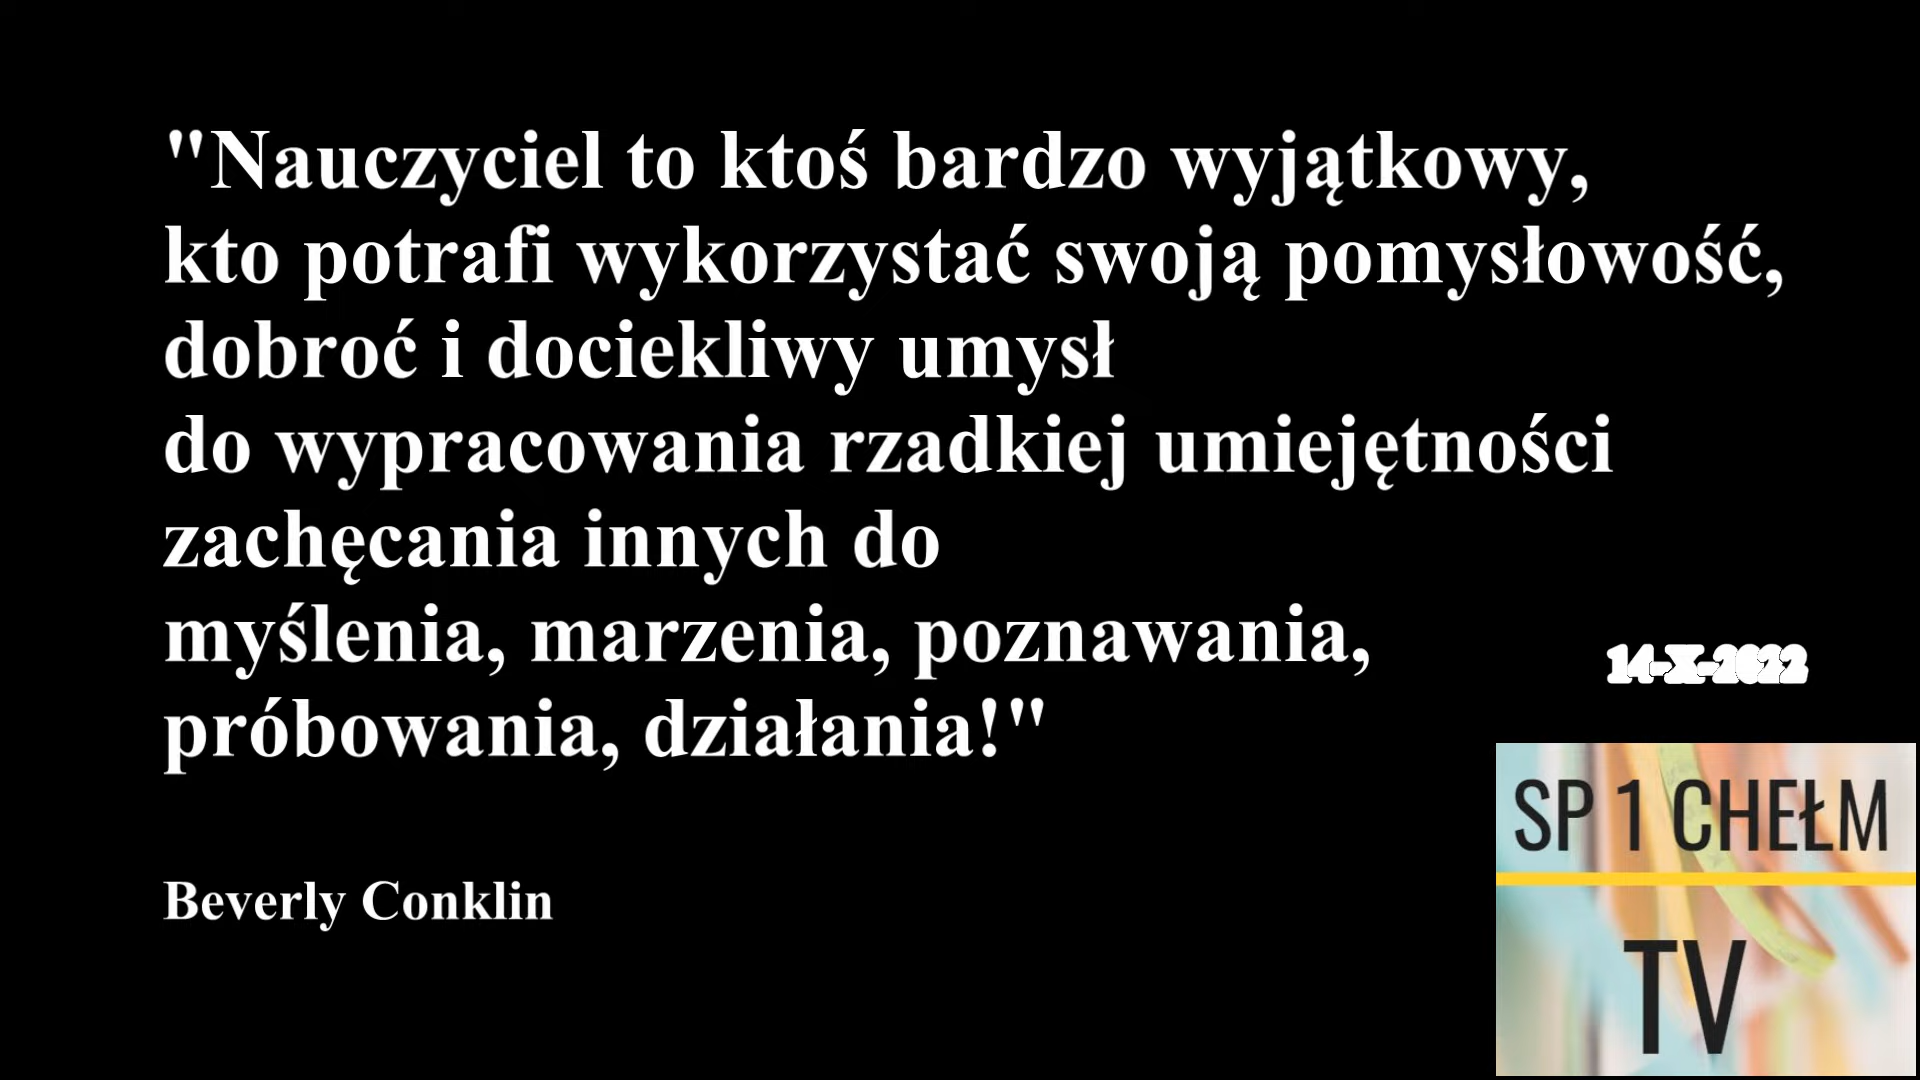 "Nauczyciel to ktoś bardzo wyjątkowy,
kto potrafi wykorzystać swoją pomysłowość,
dobroć i dociekliwy umysł
do wypracowania rzadkiej umiejętności
zachęcania innych do
myślenia, marzenia, poznawania,
próbowania, działania!"
Beverly Conklin
14-X-2022
SP 1 CHEŁM
TV